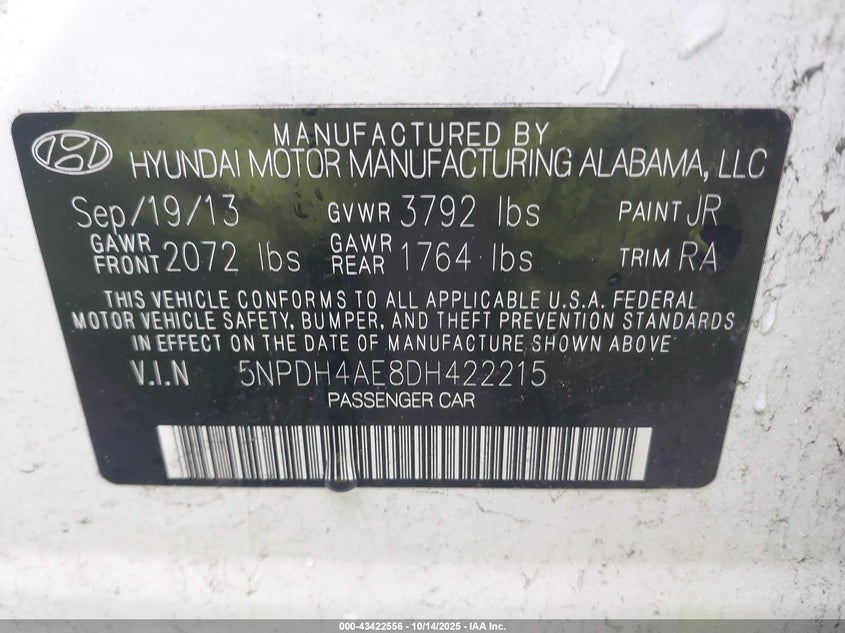 MANUFACTURED BY
HYUNDAI MOTOR MANUFACTURING ALABAMA, LLC
Sep/19/13 GVWR 3792 lbs PAINT JR
GAWR FRONT 2072 lbs GAWR REAR 1764 lbs TRIM RA
THIS VEHICLE CONFORMS TO ALL APPLICABLE U.S.A. FEDERAL
MOTOR VEHICLE SAFETY, BUMPER, AND THEFT PREVENTION STANDARDS
IN EFFECT ON THE DATE OF MANUFACTURE SHOWN ABOVE
V.I.N 5NPDH4AE8DH422215
PASSENGER CAR
000-43422556 - 10/14/2025 - IAA Inc.